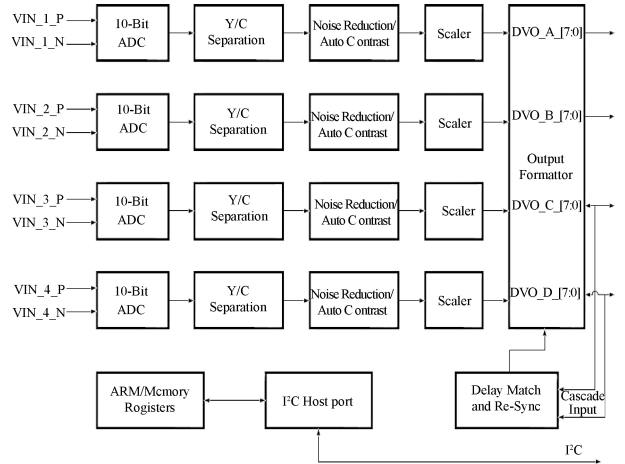 VIN_1_P
VIN_1_N
10-Bit
ADC
Y/C
Separation
Noise Reduction/
Auto C ontrast
Scaler
DVO_A_[7:0]
VIN_2_P
VIN_2_N
10-Bit
ADC
Y/C
Separation
Noise Reduction/
Auto C ontrast
Scaler
DVO_B_[7:0]
Output
Formattor
VIN_3_P
VIN_3_N
10-Bit
ADC
Y/C
Separation
Noise Reduction/
Auto C ontrast
Scaler
DVO_C_[7:0]
VIN_4_P
VIN_4_N
10-Bit
ADC
Y/C
Separation
Noise Reduction/
Auto C ontrast
Scaler
DVO_D_[7:0]
ARM/Mcmory
Rogisters
I²C Host port
Delay Match
and Re-Sync
Cascade
Input
I²C